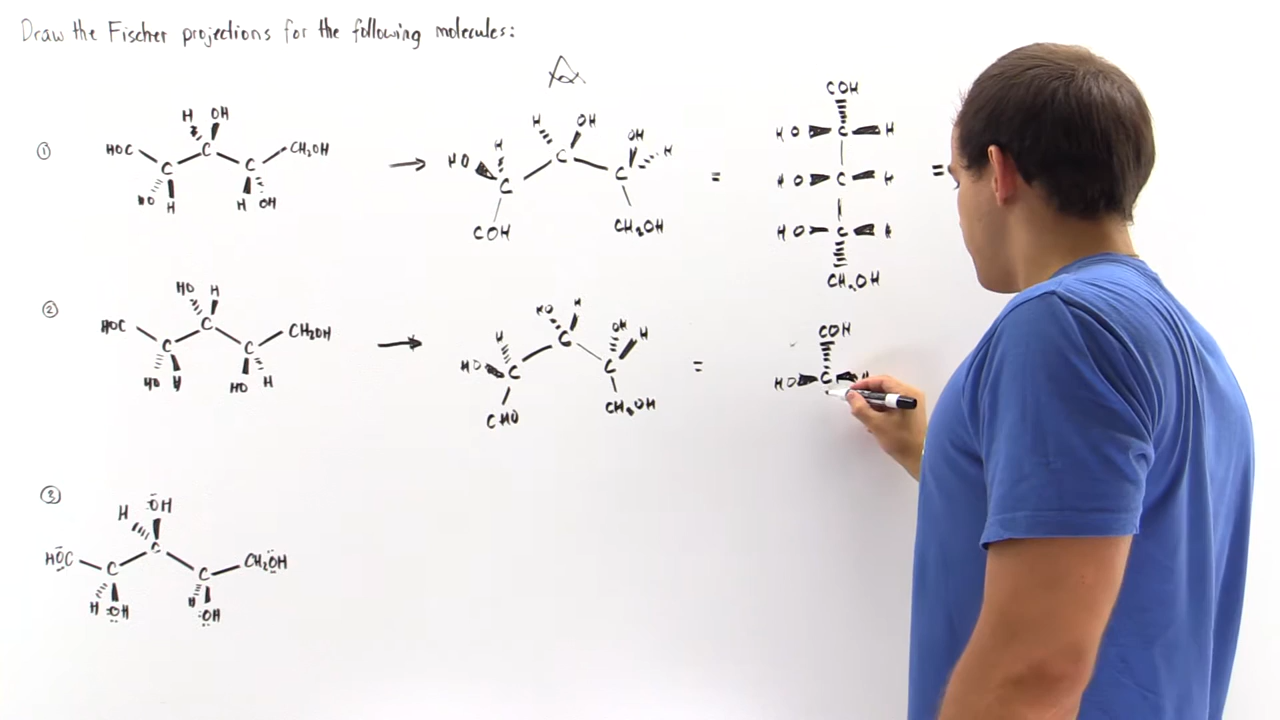 Draw the Fischer projections for the following molecules:
①
HOC
H OH
C C C
CH₂OH
HO H
H OH
→
HO H
C
COH
H OH
C
OH H
C
CH₂OH
=
COH
HO C H
HO C H
HO C H
CH₂OH
=
②
HOC
HO H
C C C
CH₂OH
HO H
HO H
→
H
HO C
CHO
HO H
C
OH H
C
CH₂OH
=
COH
HO C H
③
HOC
H OH
C C C
CH₂OH
H OH
H OH